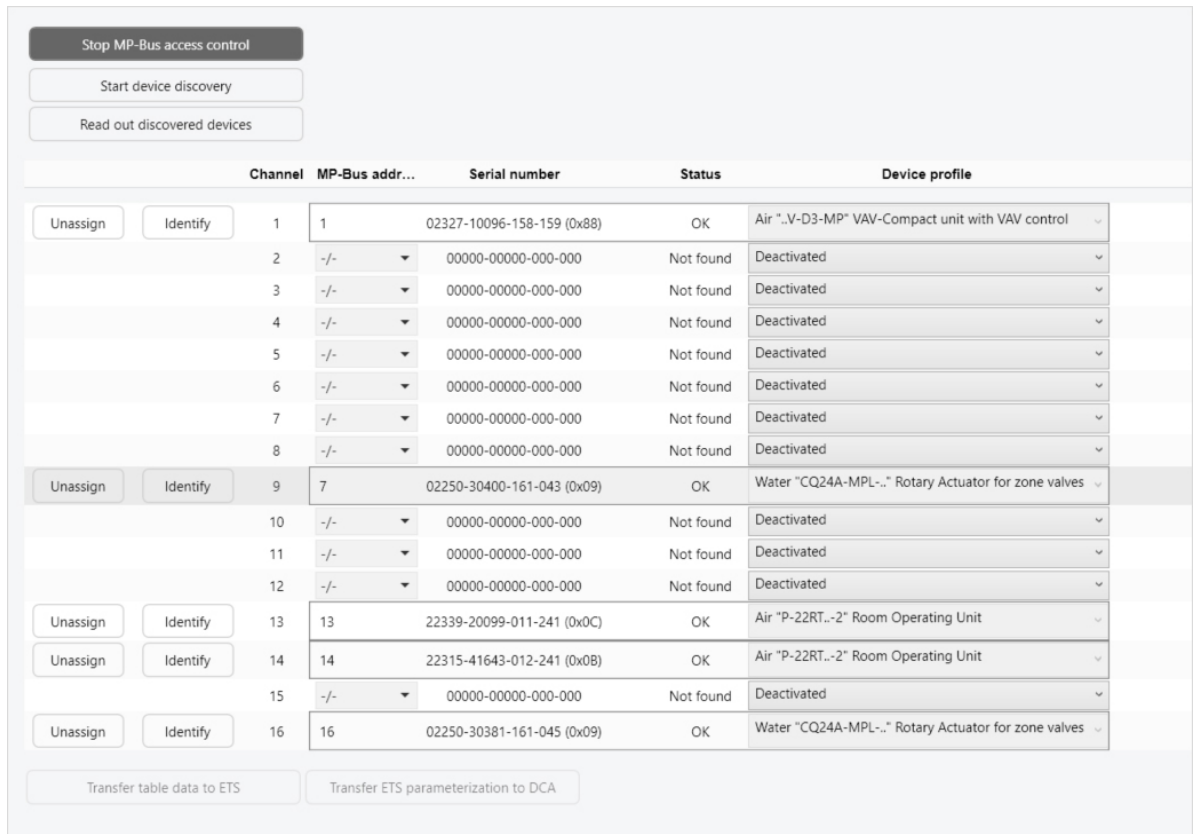 Stop MP-Bus access control
Start device discovery
Read out discovered devices
Channel MP-Bus addr... Serial number Status Device profile
Unassign Identify 1 1 02327-10096-158-159 (0x88) OK Air "..V-D3-MP" VAV-Compact unit with VAV control
2 -/- 00000-00000-000-000 Not found Deactivated
3 -/- 00000-00000-000-000 Not found Deactivated
4 -/- 00000-00000-000-000 Not found Deactivated
5 -/- 00000-00000-000-000 Not found Deactivated
6 -/- 00000-00000-000-000 Not found Deactivated
7 -/- 00000-00000-000-000 Not found Deactivated
8 -/- 00000-00000-000-000 Not found Deactivated
Unassign Identify 9 7 02250-30400-161-043 (0x09) OK Water "CQ24A-MPL-.." Rotary Actuator for zone valves
10 -/- 00000-00000-000-000 Not found Deactivated
11 -/- 00000-00000-000-000 Not found Deactivated
12 -/- 00000-00000-000-000 Not found Deactivated
Unassign Identify 13 13 22339-20099-011-241 (0x0C) OK Air "P-22RT..-2" Room Operating Unit
Unassign Identify 14 14 22315-41643-012-241 (0x0B) OK Air "P-22RT..-2" Room Operating Unit
15 -/- 00000-00000-000-000 Not found Deactivated
Unassign Identify 16 16 02250-30381-161-045 (0x09) OK Water "CQ24A-MPL-.." Rotary Actuator for zone valves
Transfer table data to ETS Transfer ETS parameterization to DCA